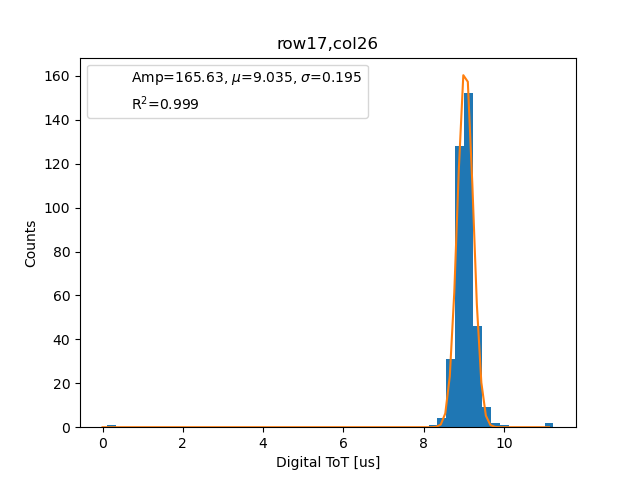 row17,col26
Amp=165.63, μ=9.035, σ=0.195
R²=0.999
160
140
120
100
80
60
40
20
0
Counts
0 2 4 6 8 10
Digital ToT [us]